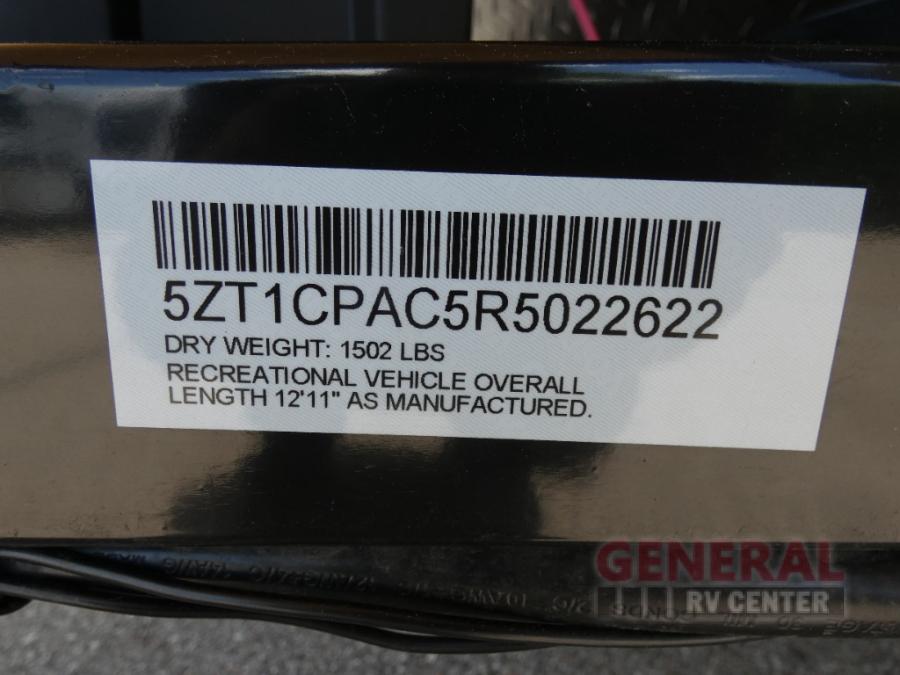 5ZT1CPAC5R5022622
DRY WEIGHT: 1502 LBS
RECREATIONAL VEHICLE OVERALL
LENGTH 12'11" AS MANUFACTURED.
GENERAL
RV CENTER